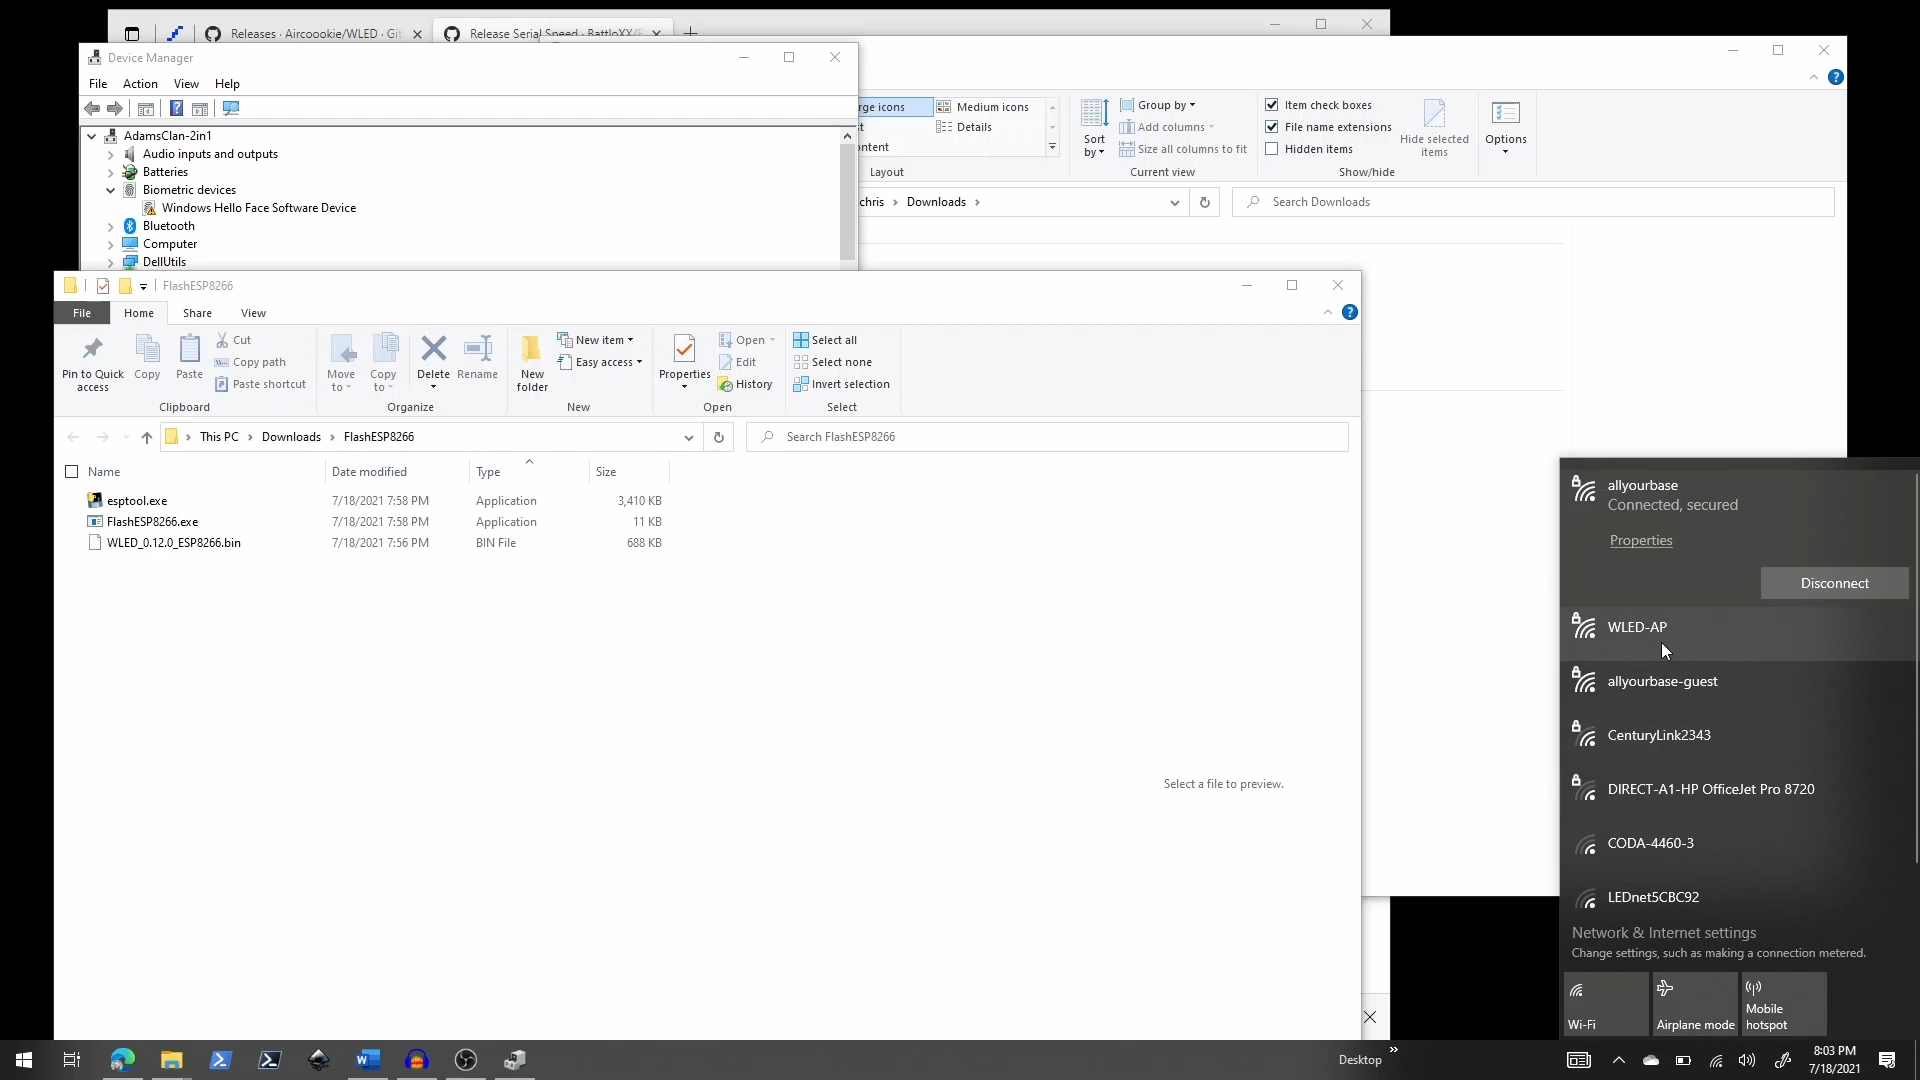 Releases · Aircoookie/WLED · Git
Device Manager
File Action View Help
AdamsClan-2in1
Audio inputs and outputs
Batteries
Biometric devices
Windows Hello Face Software Device
Bluetooth
Computer
DellUtils
rge icons
Medium icons
st
Details
ontent
Layout
Sort by
Group by
Add columns
Size all columns to fit
Current view
Item check boxes
File name extensions
Hidden items
Hide selected items
Show/hide
Options
chris > Downloads >
Search Downloads
FlashESP8266
File Home Share View
Pin to Quick access
Copy
Paste
Cut
Copy path
Paste shortcut
Clipboard
Move to
Copy to
Delete
Rename
Organize
New folder
New item
Easy access
New
Properties
Open
Edit
History
Open
Select all
Select none
Invert selection
Select
This PC > Downloads > FlashESP8266
Search FlashESP8266
Name Date modified Type Size
esptool.exe 7/18/2021 7:58 PM Application 3,410 KB
FlashESP8266.exe 7/18/2021 7:58 PM Application 11 KB
WLED_0.12.0_ESP8266.bin 7/18/2021 7:56 PM BIN File 688 KB
Select a file to preview.
allyourbase
Connected, secured
Properties
Disconnect
WLED-AP
allyourbase-guest
CenturyLink2343
DIRECT-A1-HP OfficeJet Pro 8720
CODA-4460-3
LEDnet5CBC92
Network & Internet settings
Change settings, such as making a connection metered.
Wi-Fi
Airplane mode
Mobile hotspot
Desktop
8:03 PM
7/18/2021